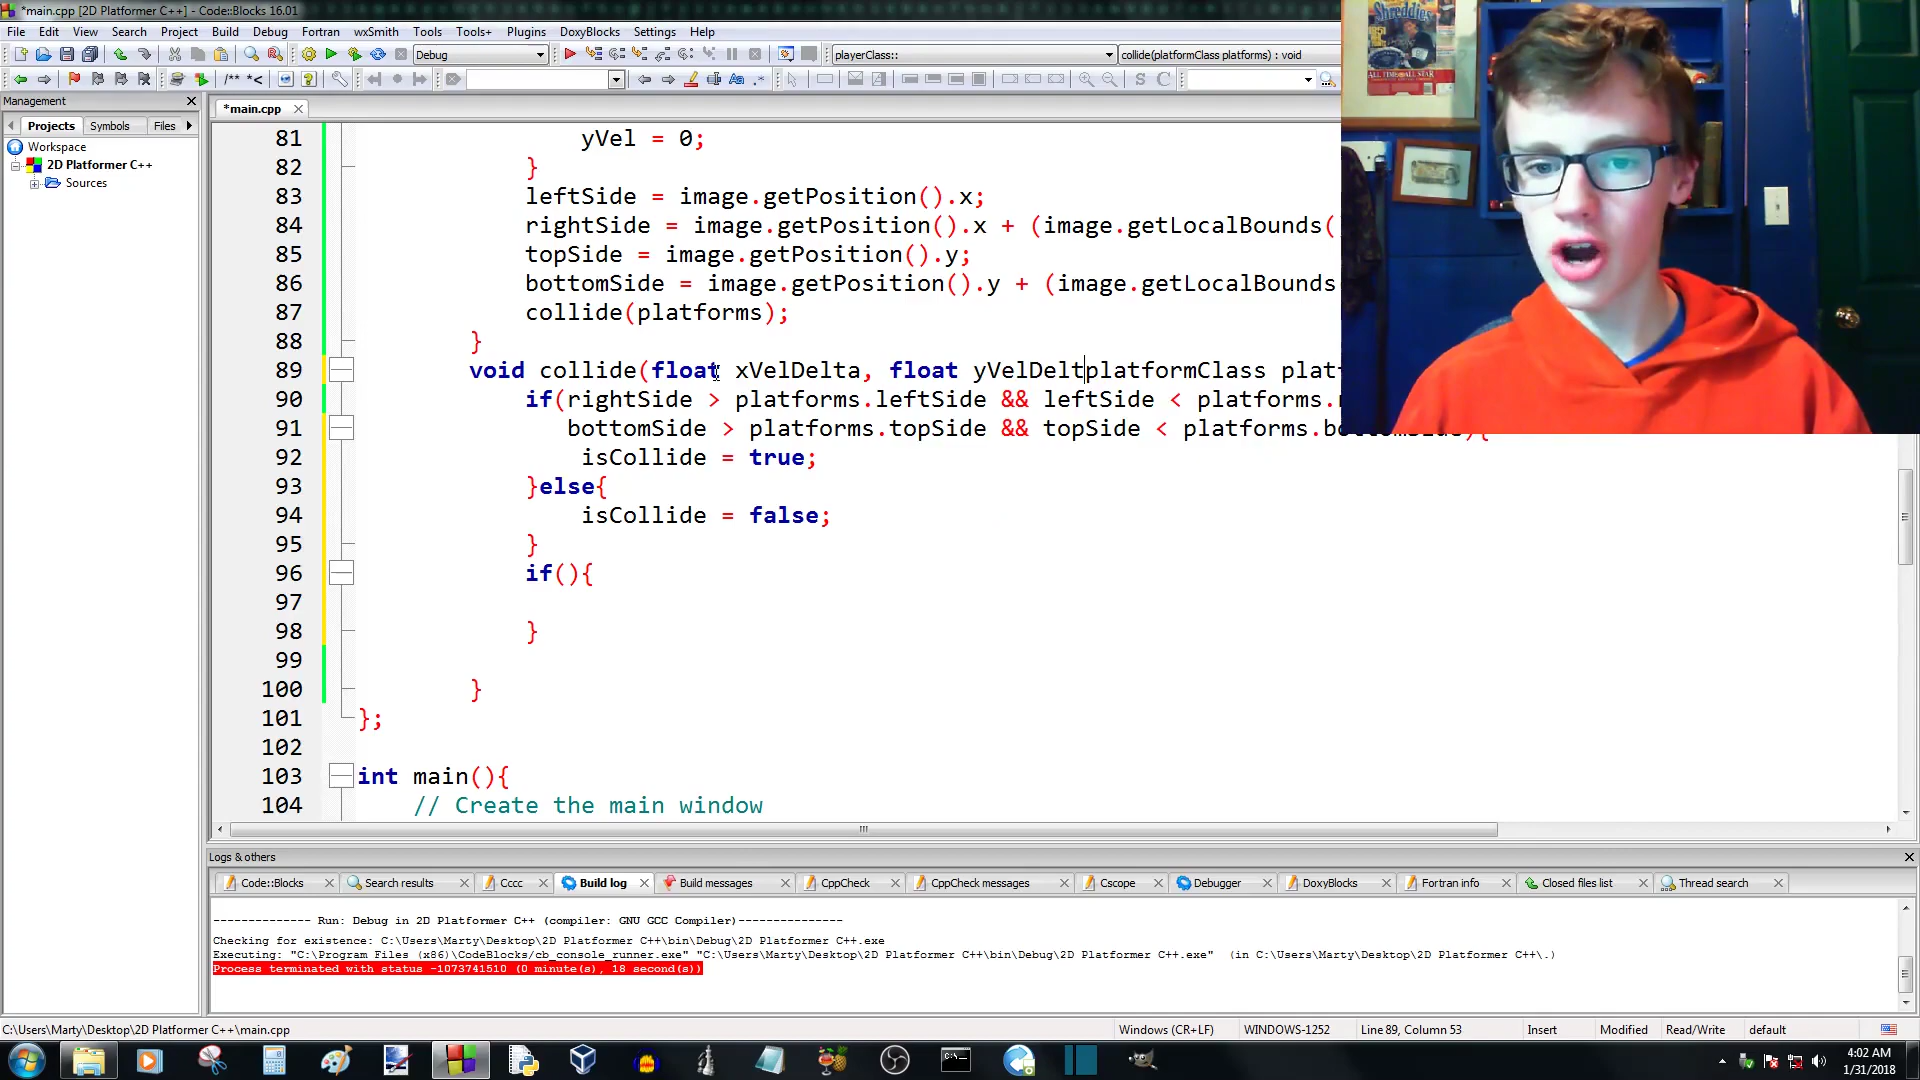 *main.cpp [2D Platformer C++] - Code::Blocks 16.01
File Edit View Search Project Build Debug Fortran wxSmith Tools Tools+ Plugins DoxyBlocks Settings Help
Debug
playerClass::
collide(platformClass platforms) : void
/** *<
Management
*main.cpp
Projects Symbols Files
Workspace
2D Platformer C++
Sources
81 yVel = 0;
82 }
83 leftSide = image.getPosition().x;
84 rightSide = image.getPosition().x + (image.getLocalBounds(
85 topSide = image.getPosition().y;
86 bottomSide = image.getPosition().y + (image.getLocalBounds
87 collide(platforms);
88 }
89 void collide(float xVelDelta, float yVelDeltplatformClass plat
90 if(rightSide > platforms.leftSide && leftSide < platforms.
91 bottomSide > platforms.topSide && topSide < platforms.bottomSide){
92 isCollide = true;
93 }else{
94 isCollide = false;
95 }
96 if(){
97
98 }
99
100 }
101 };
102
103 int main(){
104 // Create the main window
Shreddies
ALL TIME ALL STAR
Logs & others
Code::Blocks Search results Cccc Build log Build messages CppCheck CppCheck messages Cscope Debugger DoxyBlocks Fortran info Closed files list Thread search
-------------- Run: Debug in 2D Platformer C++ (compiler: GNU GCC Compiler)---------------
Checking for existence: C:\Users\Marty\Desktop\2D Platformer C++\bin\Debug\2D Platformer C++.exe
Executing: "C:\Program Files (x86)\CodeBlocks/cb_console_runner.exe" "C:\Users\Marty\Desktop\2D Platformer C++\bin\Debug\2D Platformer C++.exe" (in C:\Users\Marty\Desktop\2D Platformer C++\.)
Process terminated with status -1073741510 (0 minute(s), 18 second(s))
C:\Users\Marty\Desktop\2D Platformer C++\main.cpp Windows (CR+LF) WINDOWS-1252 Line 89, Column 53 Insert Modified Read/Write default
4:02 AM
1/31/2018